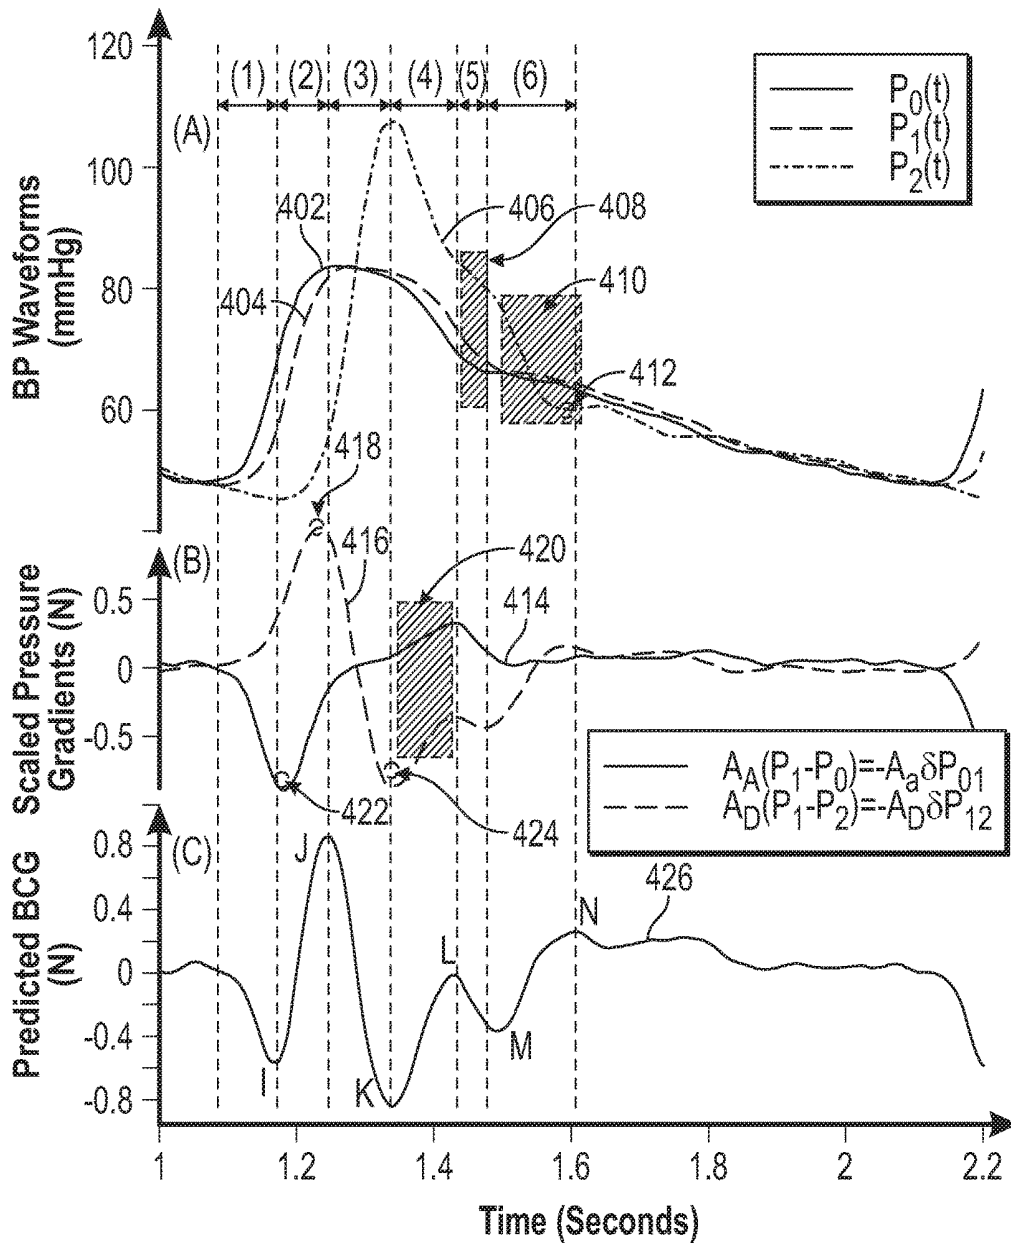 120
(1) (2) (3) (4) (5) (6)
(A)
P0(t)
P1(t)
P2(t)
100
402
406
408
BP Waveforms
(mmHg)
80
404
410
412
60
418
(B)
416
420
414
Scaled Pressure
Gradients (N)
0.5
0
-0.5
AA(P1-P0)=-AaδP01
AD(P1-P2)=-ADδP12
422
424
(C)
Predicted BCG
(N)
0.8
J
426
0.4
L
N
0
-0.4
M
I
K
-0.8
1 1.2 1.4 1.6 1.8 2 2.2
Time (Seconds)